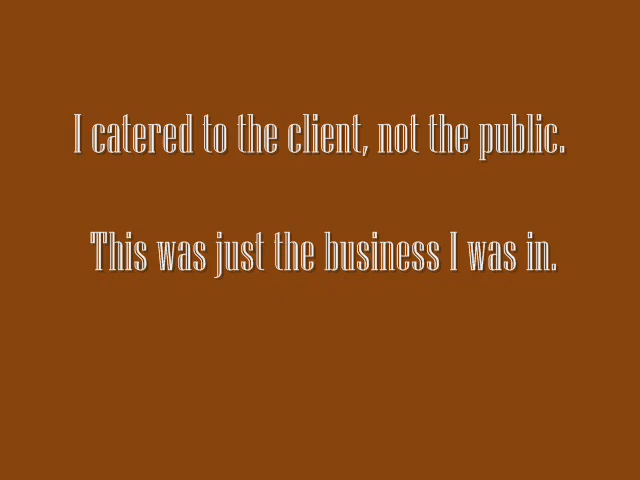 I catered to the client, not the public.
This was just the business I was in.